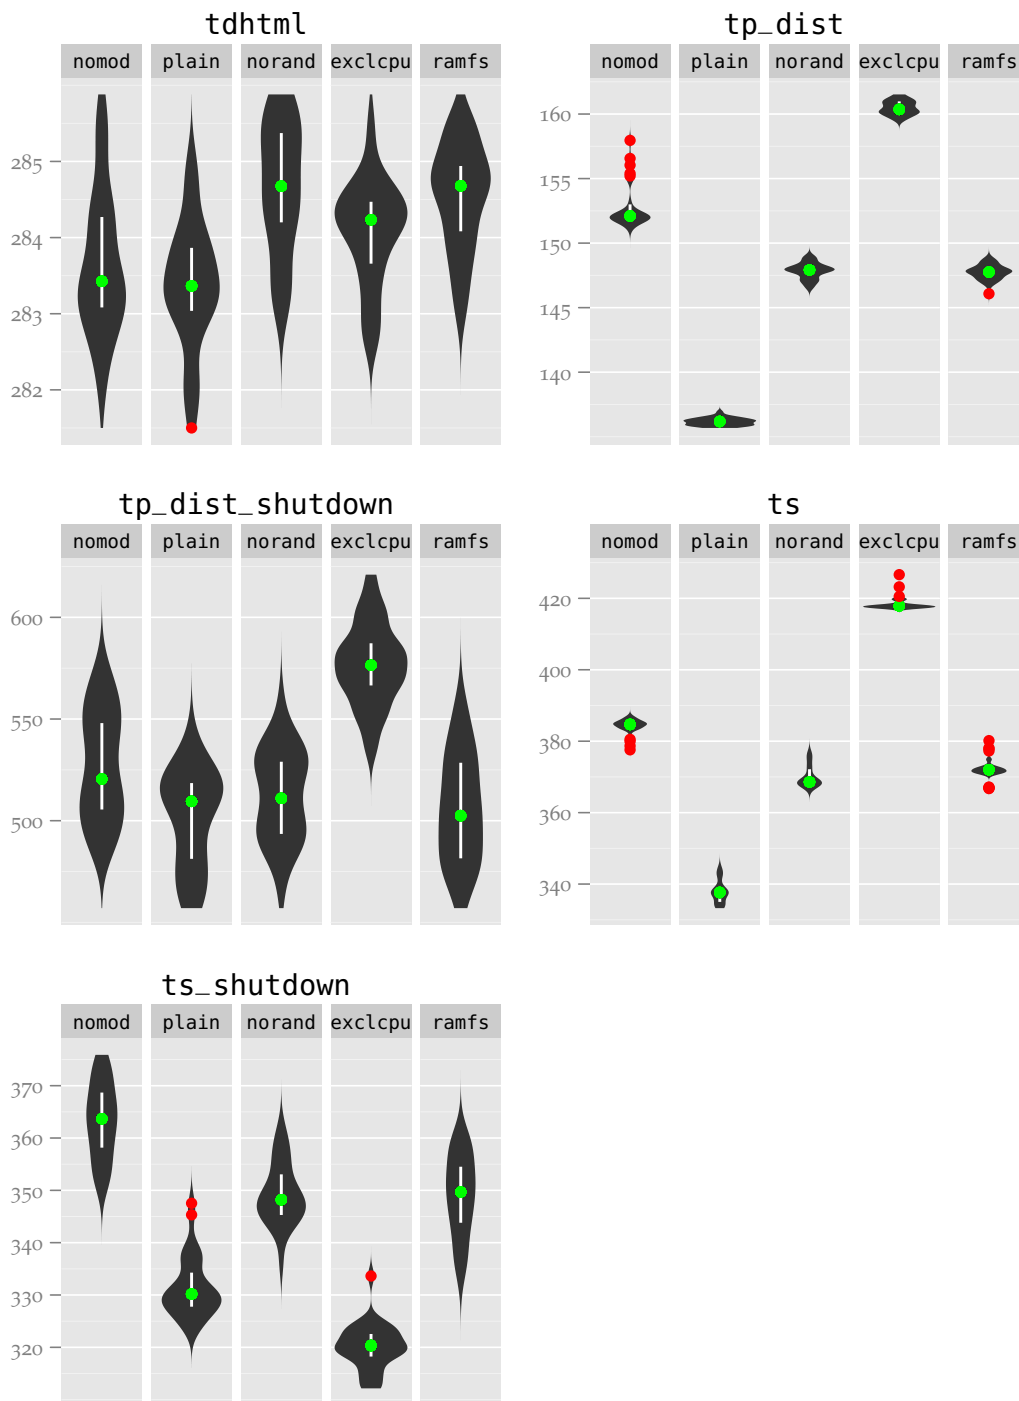 tdhtml
nomod plain norand exclcpu ramfs
285
284
283
282
tp_dist
nomod plain norand exclcpu ramfs
160
155
150
145
140
tp_dist_shutdown
nomod plain norand exclcpu ramfs
600
550
500
ts
nomod plain norand exclcpu ramfs
420
400
380
360
340
ts_shutdown
nomod plain norand exclcpu ramfs
370
360
350
340
330
320